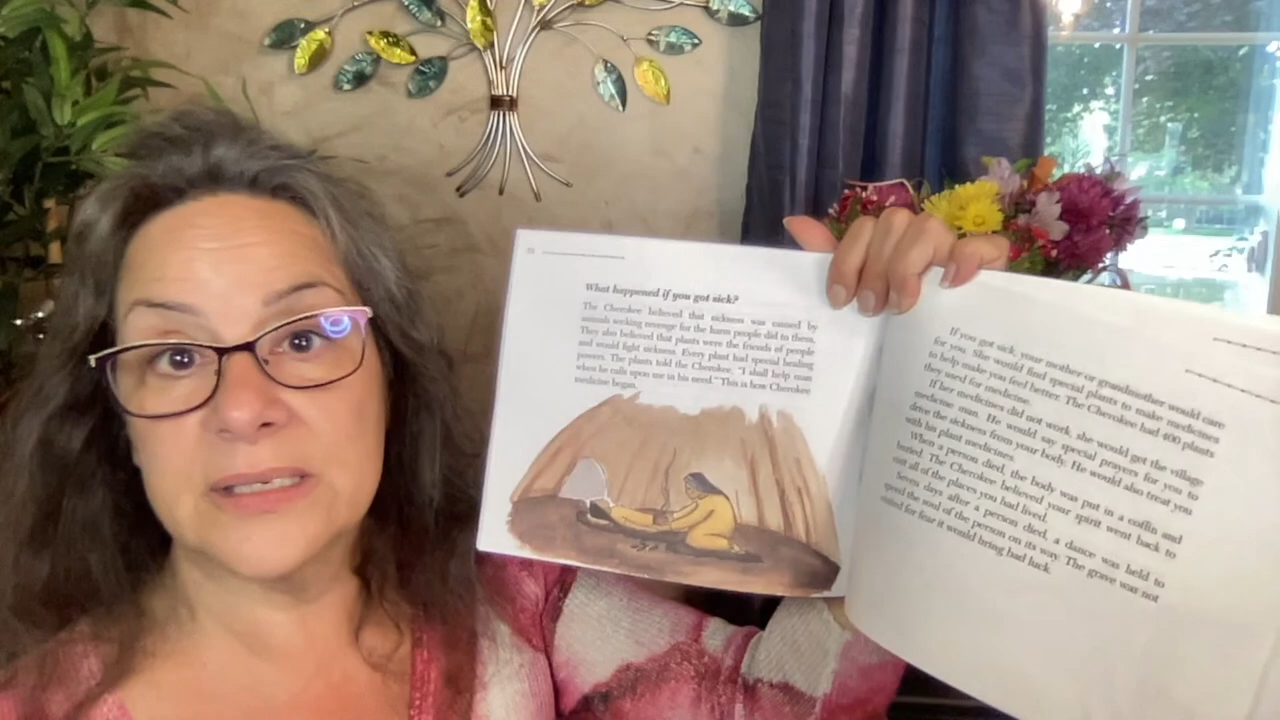 What happened if you got sick?
The Cherokee believed that sickness was caused by
animals seeking revenge for the harm people did to them.
They also believed that plants were the friends of people
and would fight sickness. Every plant had special healing
powers. The plants told the Cherokee, "I shall help man
when he calls upon me in his need." This is how Cherokee
medicine began.
If you got sick, your mother or grandmother would care
for you. She would find special plants to make medicines
to help make you feel better. The Cherokee had 400 plants
they used for medicine.
If her medicines did not work, she would get the village
medicine man. He would say special prayers for you to
drive the sickness from your body. He would also treat you
with his plant medicines.
When a person died, the body was put in a coffin and
buried. The Cherokee believed your spirit went back to
visit all of the places you had lived.
Seven days after a person died, a dance was held to
speed the soul of the person on its way. The grave was not
visited for fear it would bring bad luck.